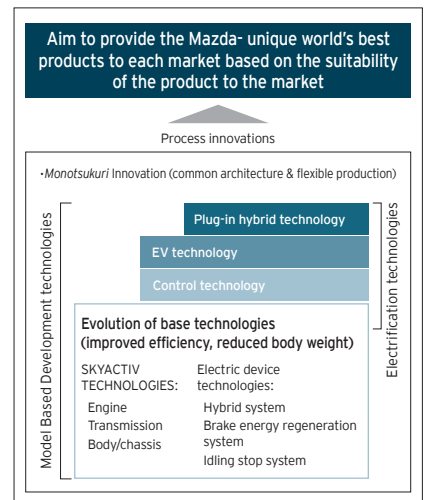 Aim to provide the Mazda- unique world's best
products to each market based on the suitability
of the product to the market
Process innovations
•Monotsukuri Innovation (common architecture & flexible production)
Model Based Development technologies
Electrification technologies
Plug-in hybrid technology
EV technology
Control technology
Evolution of base technologies
(improved efficiency, reduced body weight)
SKYACTIV
TECHNOLOGIES:
Engine
Transmission
Body/chassis
Electric device
technologies:
Hybrid system
Brake energy regeneration
system
Idling stop system